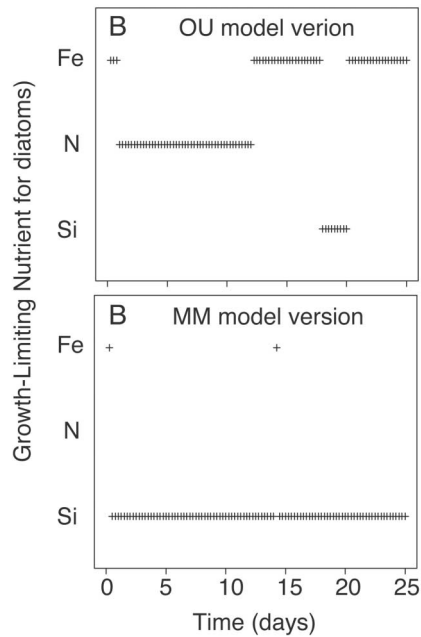 B OU model verion
Fe
N
Si
Growth-Limiting Nutrient for diatoms)
B MM model version
Fe
N
Si
0 5 10 15 20 25
Time (days)